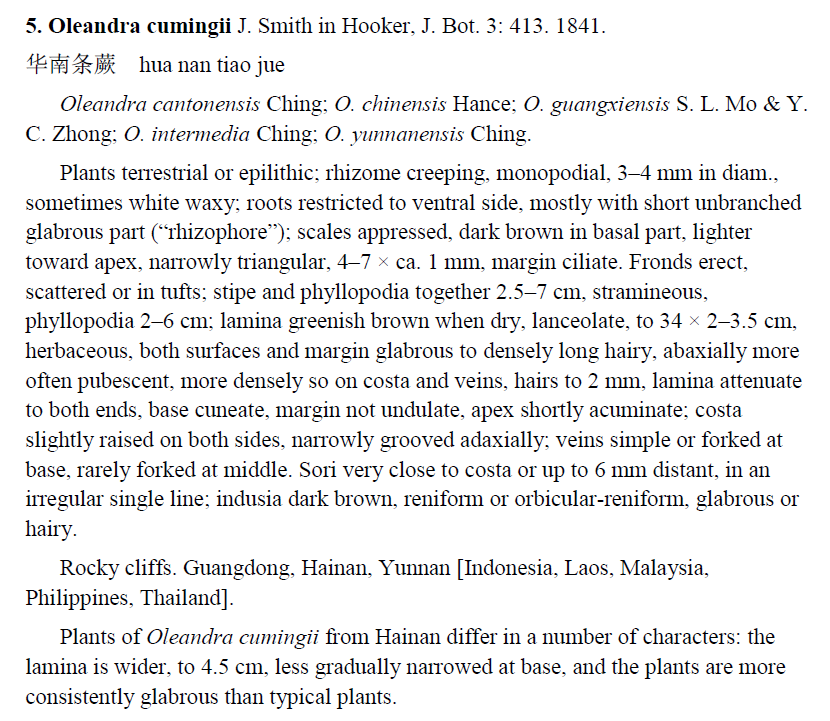 5. Oleandra cumingii J. Smith in Hooker, J. Bot. 3: 413. 1841.
华南条蕨 hua nan tiao jue
Oleandra cantonensis Ching; O. chinensis Hance; O. guangxiensis S. L. Mo & Y.
C. Zhong; O. intermedia Ching; O. yunnanensis Ching.
Plants terrestrial or epilithic; rhizome creeping, monopodial, 3–4 mm in diam.,
sometimes white waxy; roots restricted to ventral side, mostly with short unbranched
glabrous part (“rhizophore”); scales appressed, dark brown in basal part, lighter
toward apex, narrowly triangular, 4–7 × ca. 1 mm, margin ciliate. Fronds erect,
scattered or in tufts; stipe and phyllopodia together 2.5–7 cm, stramineous,
phyllopodia 2–6 cm; lamina greenish brown when dry, lanceolate, to 34 × 2–3.5 cm,
herbaceous, both surfaces and margin glabrous to densely long hairy, abaxially more
often pubescent, more densely so on costa and veins, hairs to 2 mm, lamina attenuate
to both ends, base cuneate, margin not undulate, apex shortly acuminate; costa
slightly raised on both sides, narrowly grooved adaxially; veins simple or forked at
base, rarely forked at middle. Sori very close to costa or up to 6 mm distant, in an
irregular single line; indusia dark brown, reniform or orbicular-reniform, glabrous or
hairy.
Rocky cliffs. Guangdong, Hainan, Yunnan [Indonesia, Laos, Malaysia,
Philippines, Thailand].
Plants of Oleandra cumingii from Hainan differ in a number of characters: the
lamina is wider, to 4.5 cm, less gradually narrowed at base, and the plants are more
consistently glabrous than typical plants.